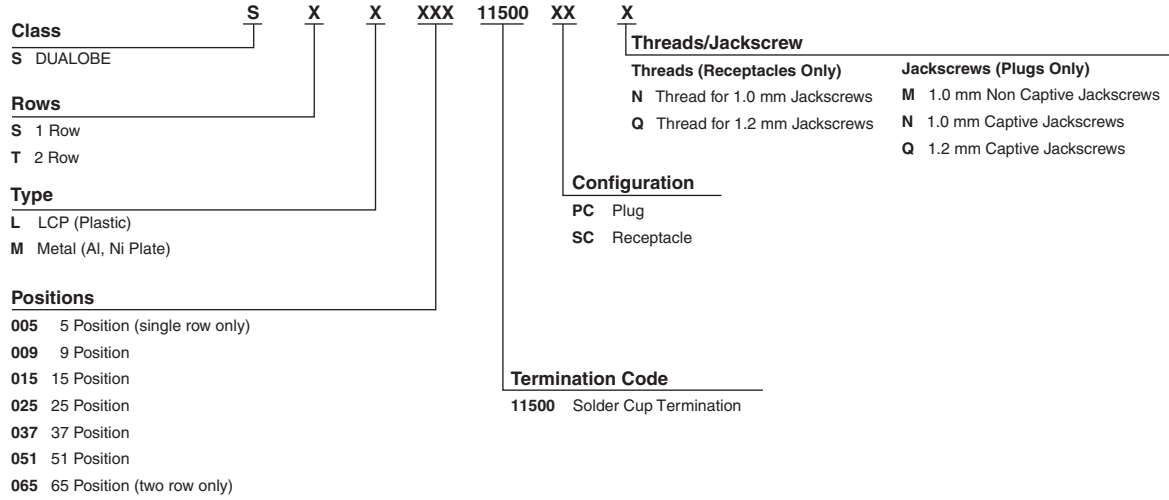 S X X XXX 11500 XX X
Class
S DUALOBE
Rows
S 1 Row
T 2 Row
Type
L LCP (Plastic)
M Metal (Al, Ni Plate)
Positions
005 5 Position (single row only)
009 9 Position
015 15 Position
025 25 Position
037 37 Position
051 51 Position
065 65 Position (two row only)
Termination Code
11500 Solder Cup Termination
Configuration
PC Plug
SC Receptacle
Threads/Jackscrew
Threads (Receptacles Only)
N Thread for 1.0 mm Jackscrews
Q Thread for 1.2 mm Jackscrews
Jackscrews (Plugs Only)
M 1.0 mm Non Captive Jackscrews
N 1.0 mm Captive Jackscrews
Q 1.2 mm Captive Jackscrews